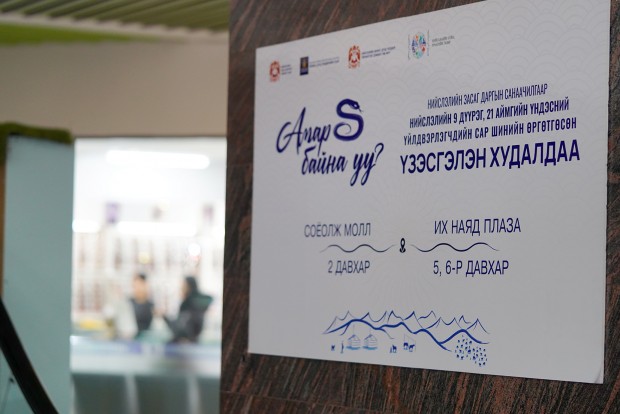 Амар
байна уу?
НИЙСЛЭЛИЙН ЗАСАГ ДАРГЫН САНААЧИЛГААР
НИЙСЛЭЛИЙН 9 ДҮҮРЭГ, 21 АЙМГИЙН ҮНДЭСНИЙ
ҮЙЛДВЭРЛЭГЧДИЙН САР ШИНИЙН ӨРГӨТГӨСӨН
ҮЗЭСГЭЛЭН ХУДАЛДАА
СОЁОЛЖ МОЛЛ
2 ДАВХАР
&
ИХ НАЯД ПЛАЗА
5, 6-Р ДАВХАР